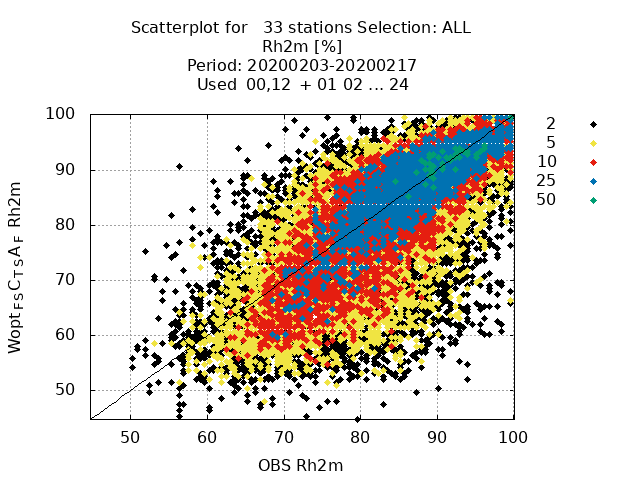 Scatterplot for   33 stations Selection: ALL
Rh2m [%]
Period: 20200203-20200217
Used  00,12  + 01 02 ... 24
Wopt FS C T S A F Rh2m
100
90
80
70
60
50
50 60 70 80 90 100
OBS Rh2m
2
5
10
25
50